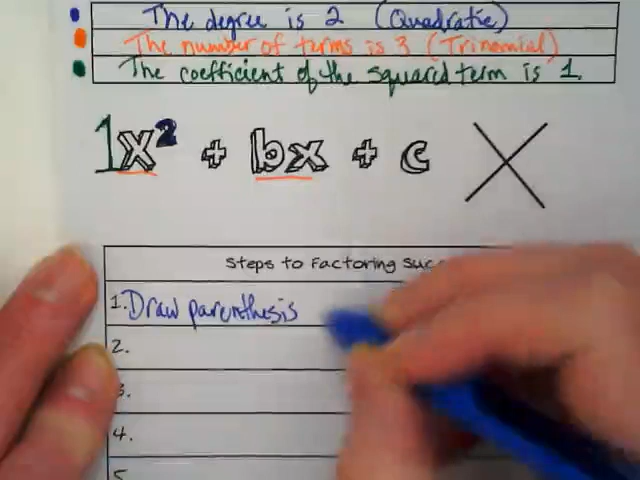 The degree is 2 (Quadratic)
The number of terms is 3 (Trinomial)
The coefficient of the squared term is 1.
1x² + bx + c
Steps to Factoring
1. Draw parenthesis
2.
3.
4.
5